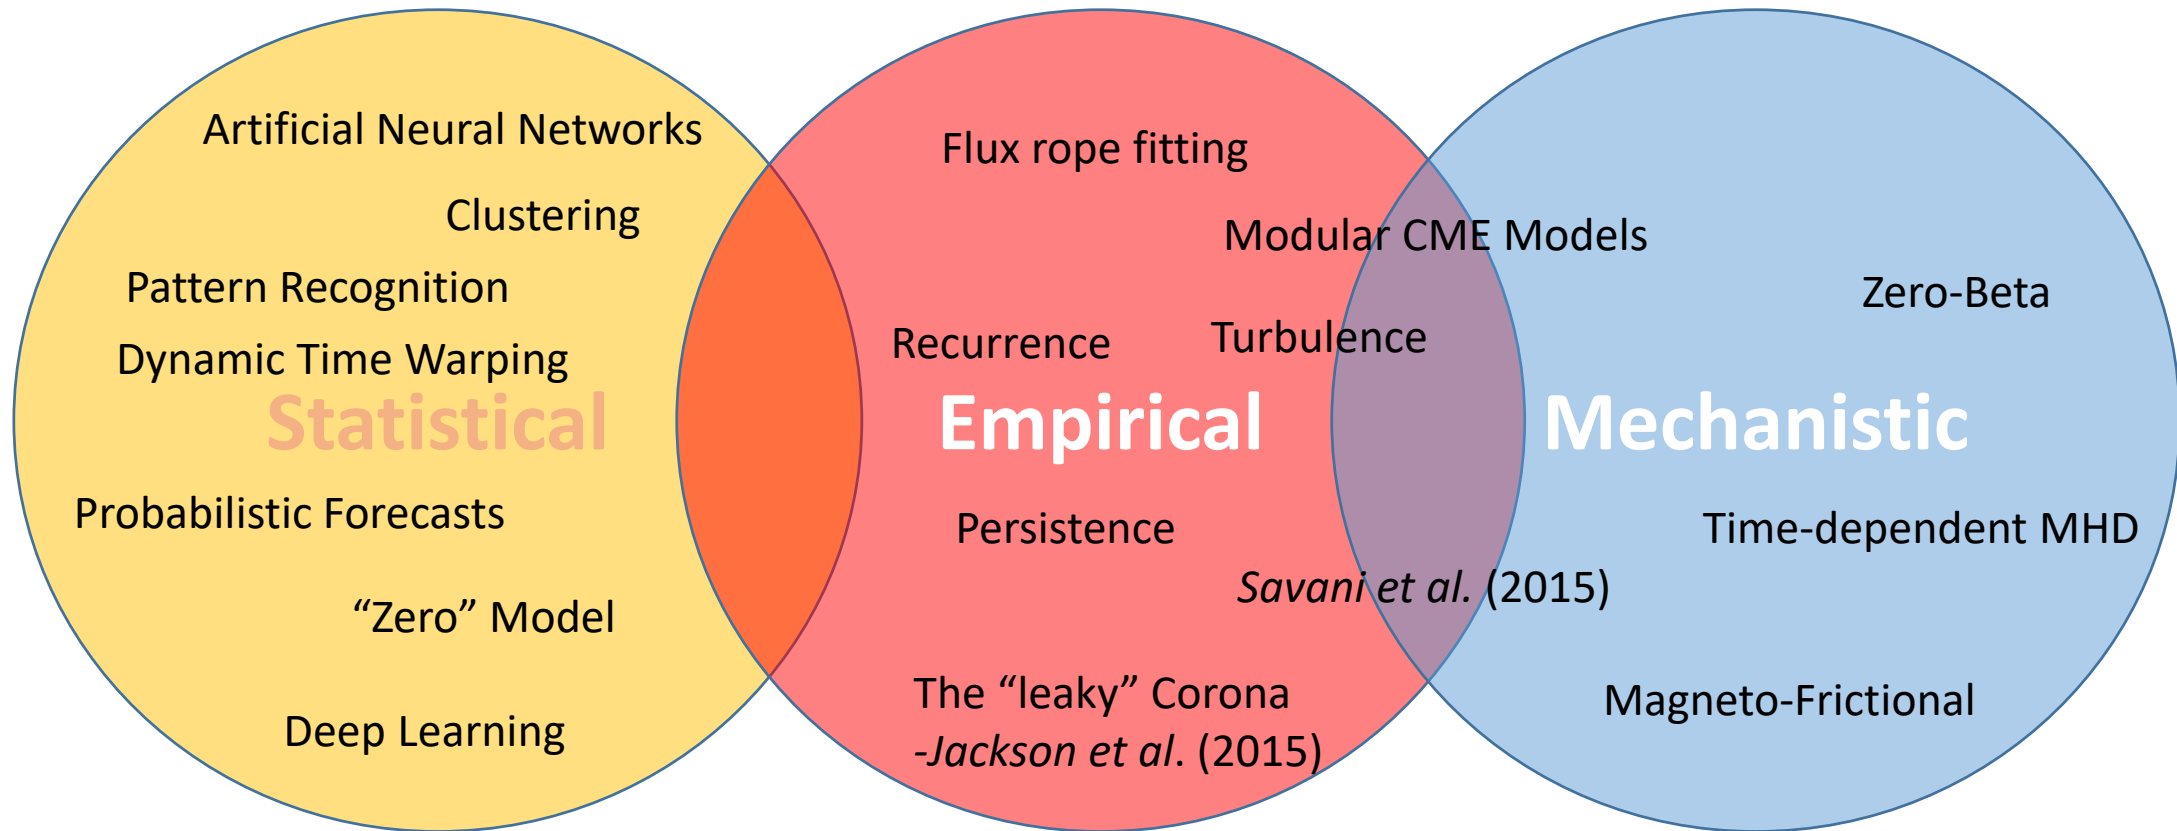 Artificial Neural Networks
Clustering
Pattern Recognition
Dynamic Time Warping
Statistical
Probabilistic Forecasts
“Zero” Model
Deep Learning
Flux rope fitting
Modular CME Models
Recurrence
Turbulence
Empirical
Persistence
Savani et al. (2015)
The “leaky” Corona
-Jackson et al. (2015)
Zero-Beta
Mechanistic
Time-dependent MHD
Magneto-Frictional